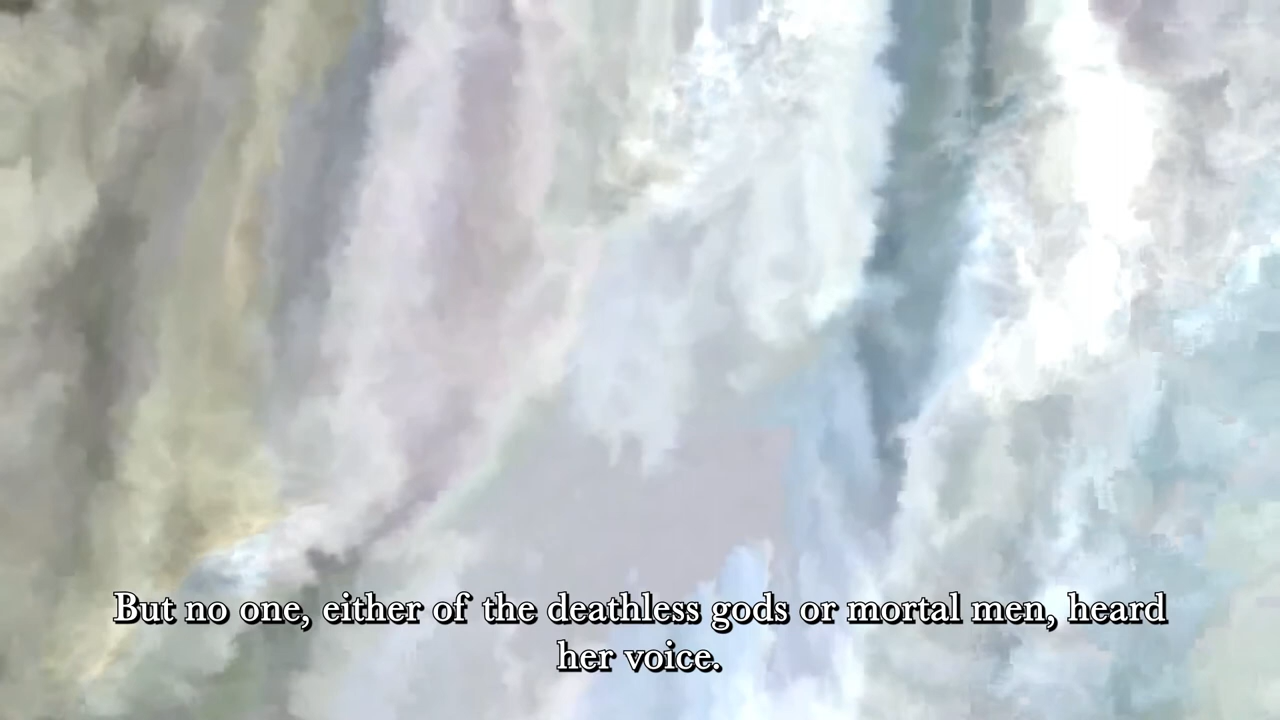 But no one, either of the deathless gods or mortal men, heard
her voice.